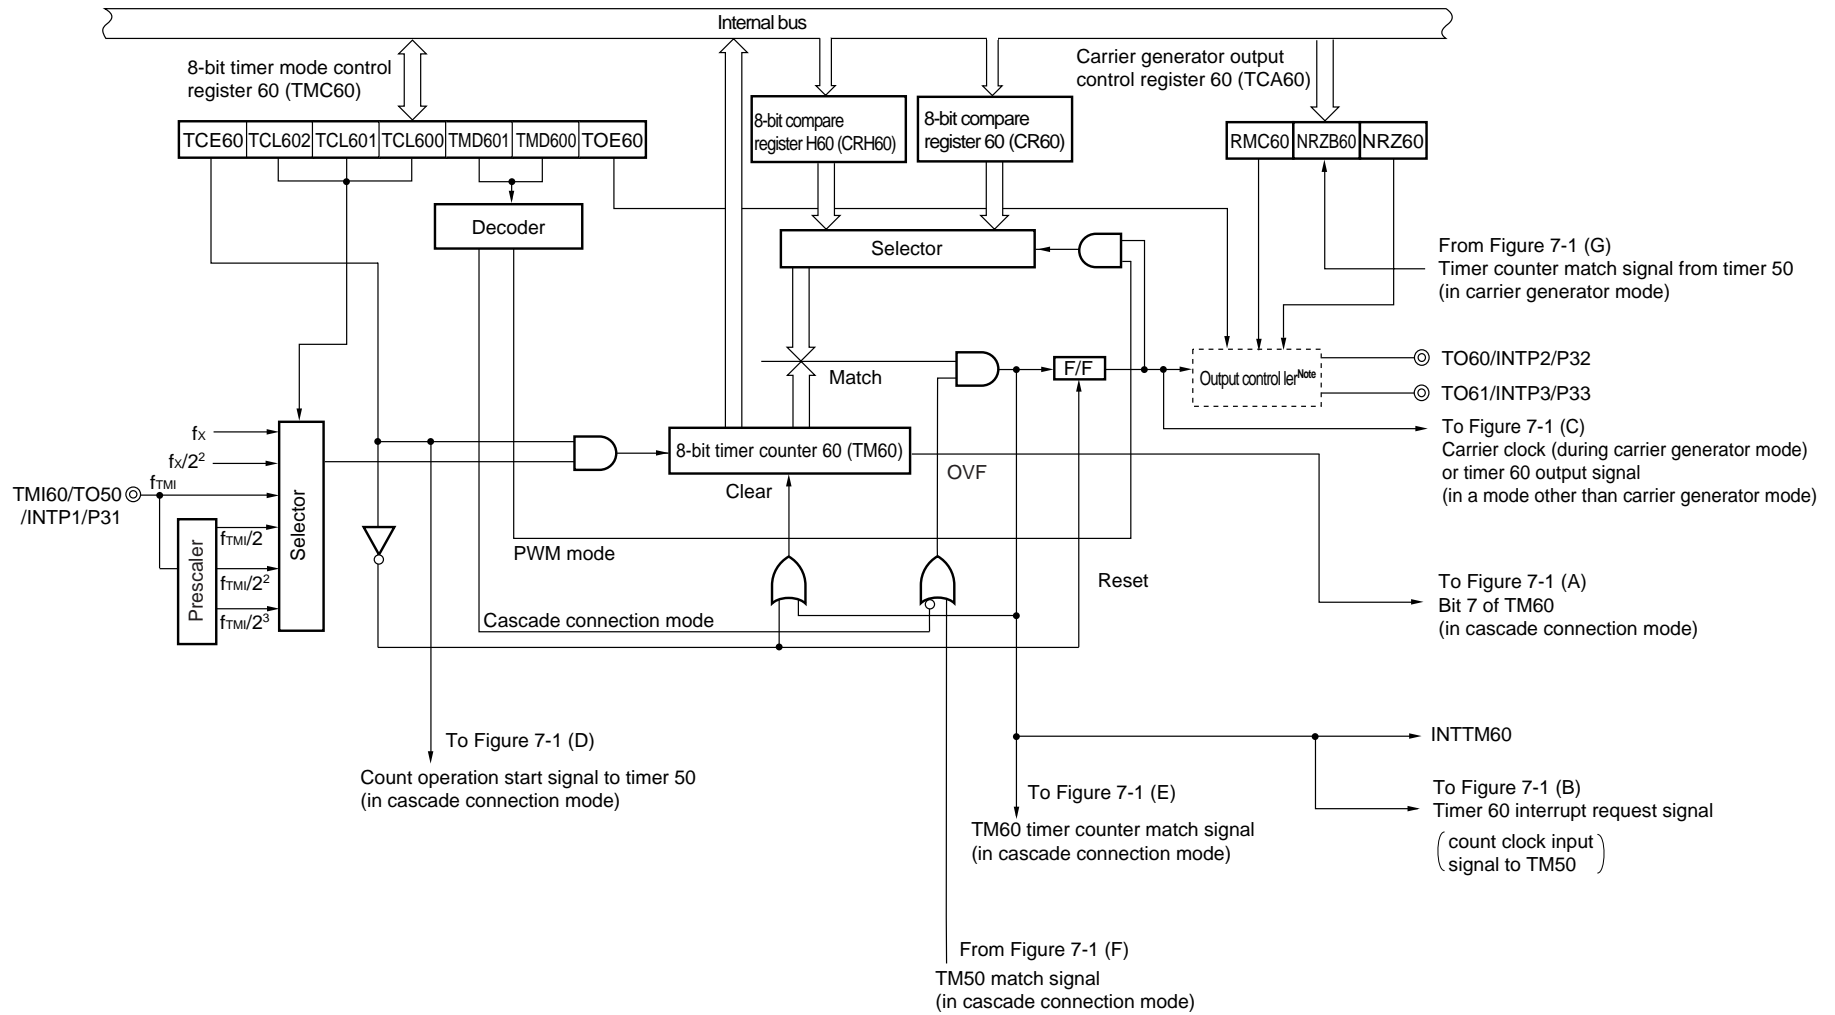 Internal bus
8-bit timer mode control
register 60 (TMC60)
Carrier generator output
control register 60 (TCA60)
TCE60 TCL602 TCL601 TCL600 TMD601 TMD600 TOE60
8-bit compare
register H60 (CRH60)
8-bit compare
register 60 (CR60)
RMC60 NRZB60 NRZ60
Decoder
Selector
From Figure 7-1 (G)
Timer counter match signal from timer 50
(in carrier generator mode)
Match
F/F
Output control lerNote
TO60/INTP2/P32
TO61/INTP3/P33
To Figure 7-1 (C)
Carrier clock (during carrier generator mode)
or timer 60 output signal
(in a mode other than carrier generator mode)
fX
fX/2²
fTMI
TMI60/TO50
/INTP1/P31
Prescaler
fTMI/2
fTMI/2²
fTMI/2³
Selector
8-bit timer counter 60 (TM60)
OVF
Clear
PWM mode
Reset
Cascade connection mode
To Figure 7-1 (A)
Bit 7 of TM60
(in cascade connection mode)
To Figure 7-1 (D)
Count operation start signal to timer 50
(in cascade connection mode)
INTTM60
To Figure 7-1 (E)
TM60 timer counter match signal
(in cascade connection mode)
To Figure 7-1 (B)
Timer 60 interrupt request signal
(count clock input
signal to TM50)
From Figure 7-1 (F)
TM50 match signal
(in cascade connection mode)